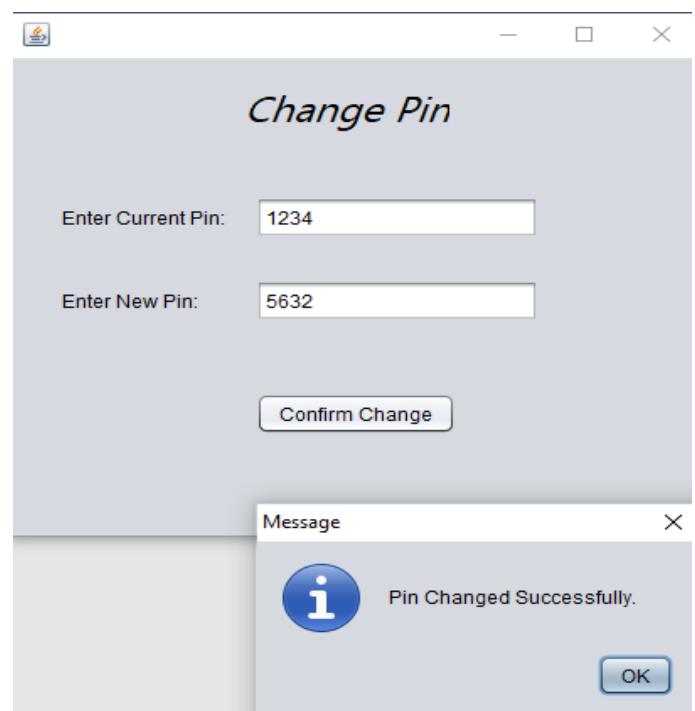 Change Pin
Enter Current Pin: 1234
Enter New Pin: 5632
Confirm Change
Message
Pin Changed Successfully.
OK